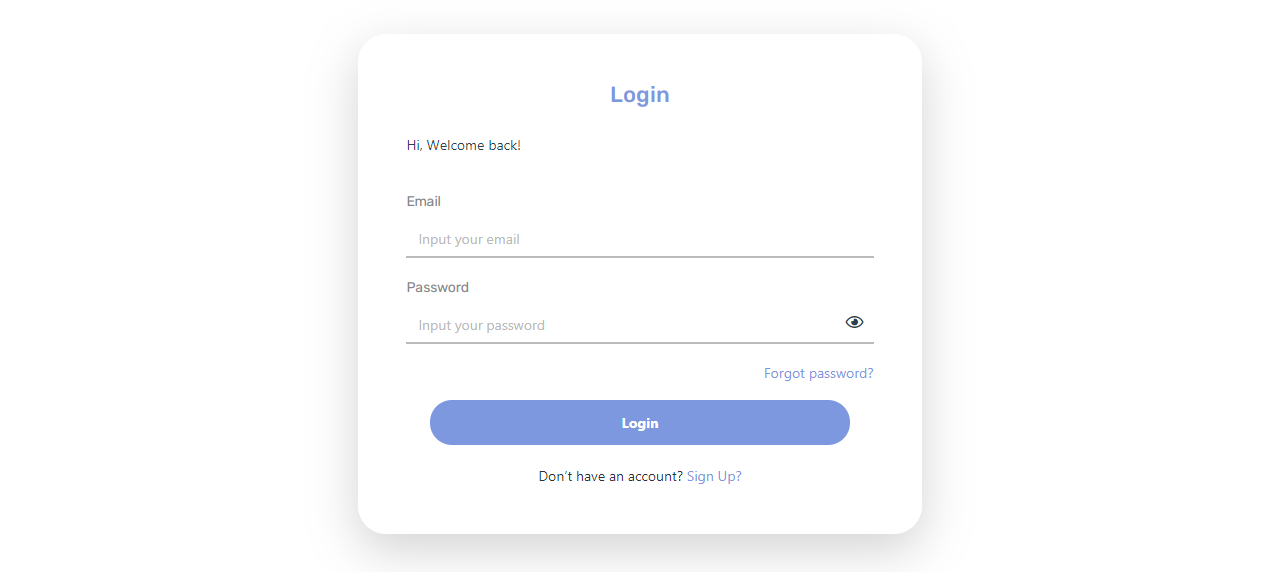 Login
Hi, Welcome back!
Email
Input your email
Password
Input your password
Forgot password?
Login
Don't have an account? Sign Up?